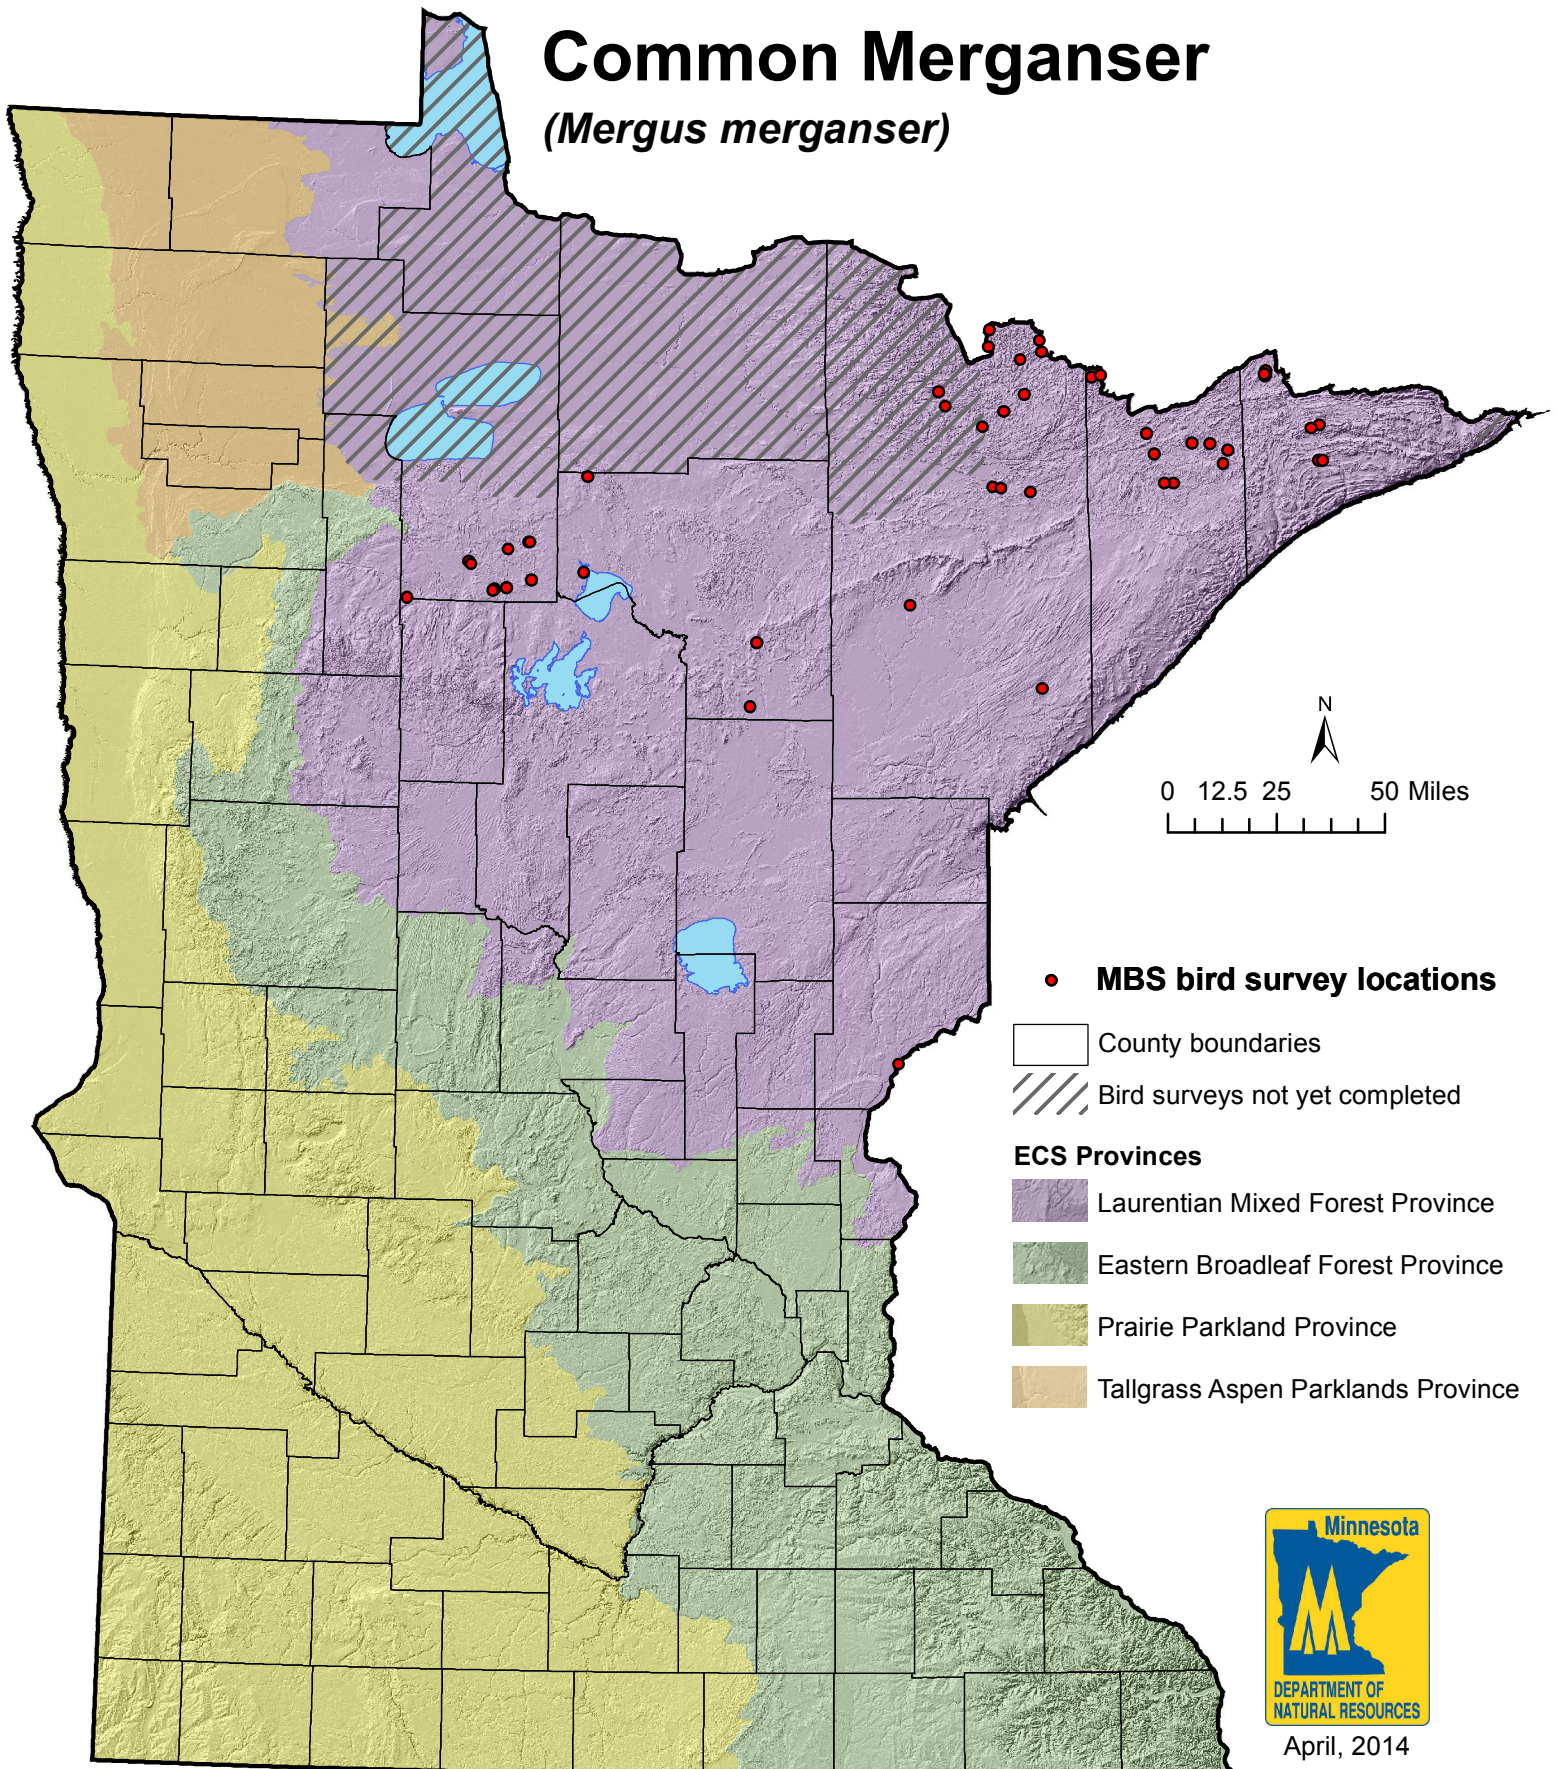 Common Merganser
(Mergus merganser)
N
0 12.5 25 50 Miles
MBS bird survey locations
County boundaries
Bird surveys not yet completed
ECS Provinces
Laurentian Mixed Forest Province
Eastern Broadleaf Forest Province
Prairie Parkland Province
Tallgrass Aspen Parklands Province
Minnesota
DEPARTMENT OF
NATURAL RESOURCES
April, 2014